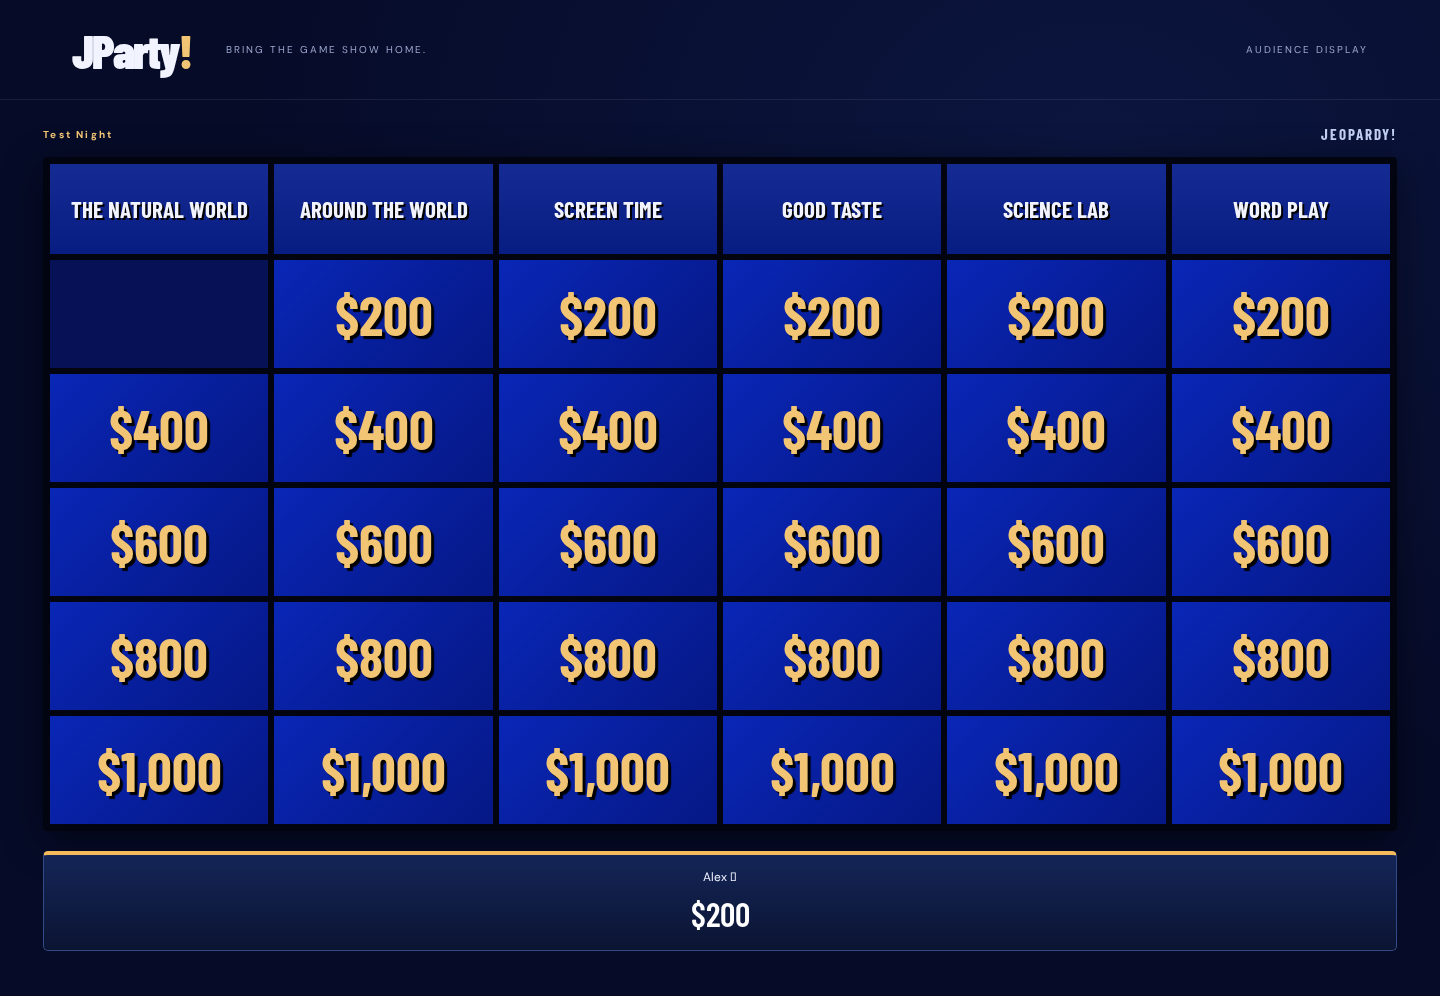 JParty!
BRING THE GAME SHOW HOME.
AUDIENCE DISPLAY
Test Night
JEOPARDY!
THE NATURAL WORLD
AROUND THE WORLD
SCREEN TIME
GOOD TASTE
SCIENCE LAB
WORD PLAY
$200
$200
$200
$200
$200
$400
$400
$400
$400
$400
$400
$600
$600
$600
$600
$600
$600
$800
$800
$800
$800
$800
$800
$1,000
$1,000
$1,000
$1,000
$1,000
$1,000
Alex
$200